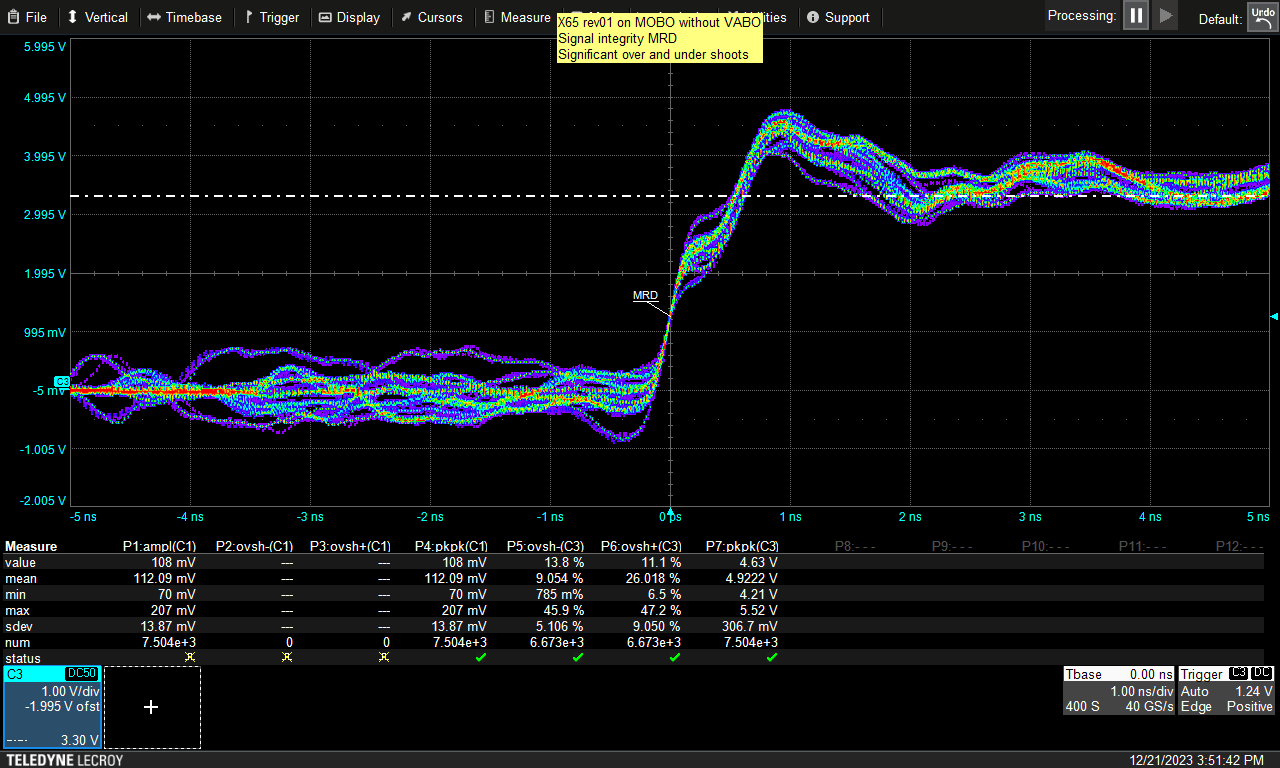 File Vertical Timebase Trigger Display Cursors Measure Utilities Support Processing: Default: Undo
X65 rev01 on MOBO without VABO
Signal integrity MRD
Significant over and under shoots
5.995 V
4.995 V
3.995 V
2.995 V
1.995 V
MRD
995 mV
C3
-5 mV
-1.005 V
-2.005 V
-5 ns -4 ns -3 ns -2 ns -1 ns 0 ps 1 ns 2 ns 3 ns 4 ns 5 ns
Measure P1:ampl(C1) P2:ovsh-(C1) P3:ovsh+(C1) P4:pkpk(C1) P5:ovsh-(C3) P6:ovsh+(C3) P7:pkpk(C3) P8:- - - P9:- - - P10:- - - P11:- - - P12:- - -
value 108 mV --- --- 108 mV 13.8 % 11.1 % 4.63 V
mean 112.09 mV --- --- 112.09 mV 9.054 % 26.018 % 4.9222 V
min 70 mV --- --- 70 mV 785 m% 6.5 % 4.21 V
max 207 mV --- --- 207 mV 45.9 % 47.2 % 5.52 V
sdev 13.87 mV --- --- 13.87 mV 5.106 % 9.050 % 306.7 mV
num 7.504e+3 0 0 7.504e+3 6.673e+3 6.673e+3 7.504e+3
status
C3 DC50
1.00 V/div
-1.995 V ofst
3.30 V
Tbase 0.00 ns
1.00 ns/div
400 S 40 GS/s
Trigger C3 DC
Auto 1.24 V
Edge Positive
TELEDYNE LECROY
12/21/2023 3:51:42 PM